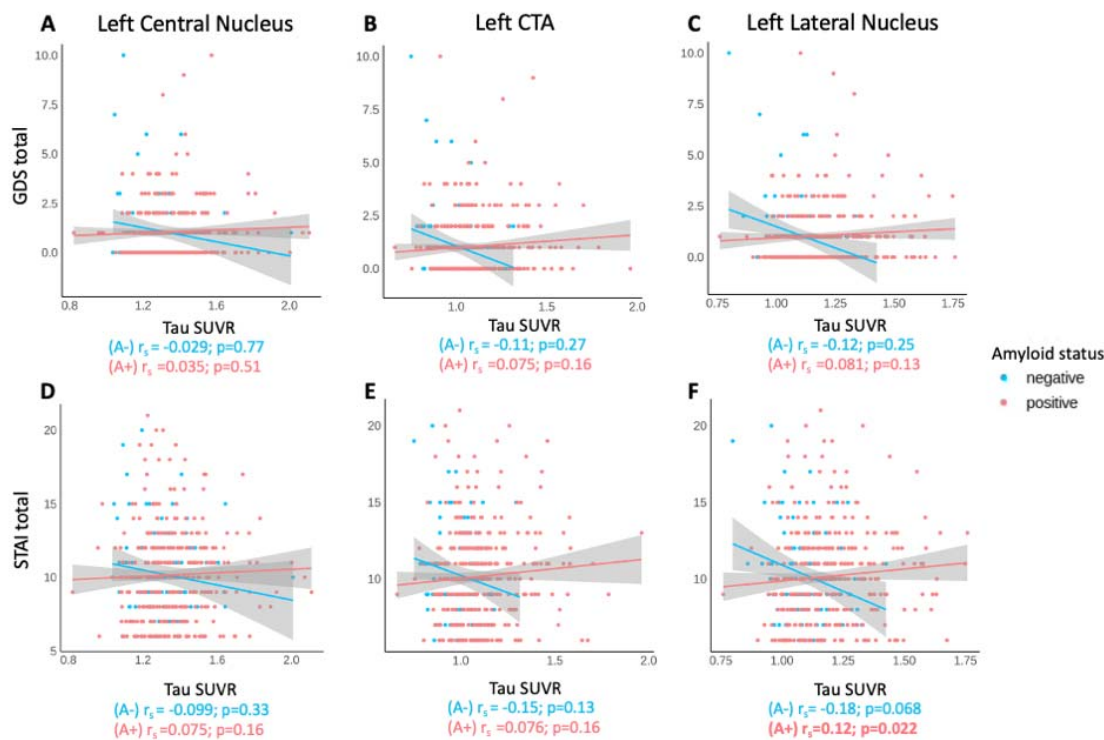 A Left Central Nucleus
B Left CTA
C Left Lateral Nucleus
GDS total
10.0
7.5
5.0
2.5
0.0
0.8 1.2 1.6 2.0
Tau SUVR
(A-) rs = -0.029; p=0.77
(A+) rs =0.035; p=0.51
10.0
7.5
5.0
2.5
0.0
1.0 1.5 2.0
Tau SUVR
(A-) rs = -0.11; p=0.27
(A+) rs =0.075; p=0.16
10.0
7.5
5.0
2.5
0.0
0.75 1.00 1.25 1.50 1.75
Tau SUVR
(A-) rs = -0.12; p=0.25
(A+) rs =0.081; p=0.13
Amyloid status
negative
positive
D
STAI total
20
15
10
5
0.8 1.2 1.6 2.0
Tau SUVR
(A-) rs = -0.099; p=0.33
(A+) rs =0.075; p=0.16
E
20
15
10
1.0 1.5 2.0
Tau SUVR
(A-) rs = -0.15; p=0.13
(A+) rs =0.076; p=0.16
F
20
15
10
0.75 1.00 1.25 1.50 1.75
Tau SUVR
(A-) rs = -0.18; p=0.068
(A+) rs=0.12; p=0.022